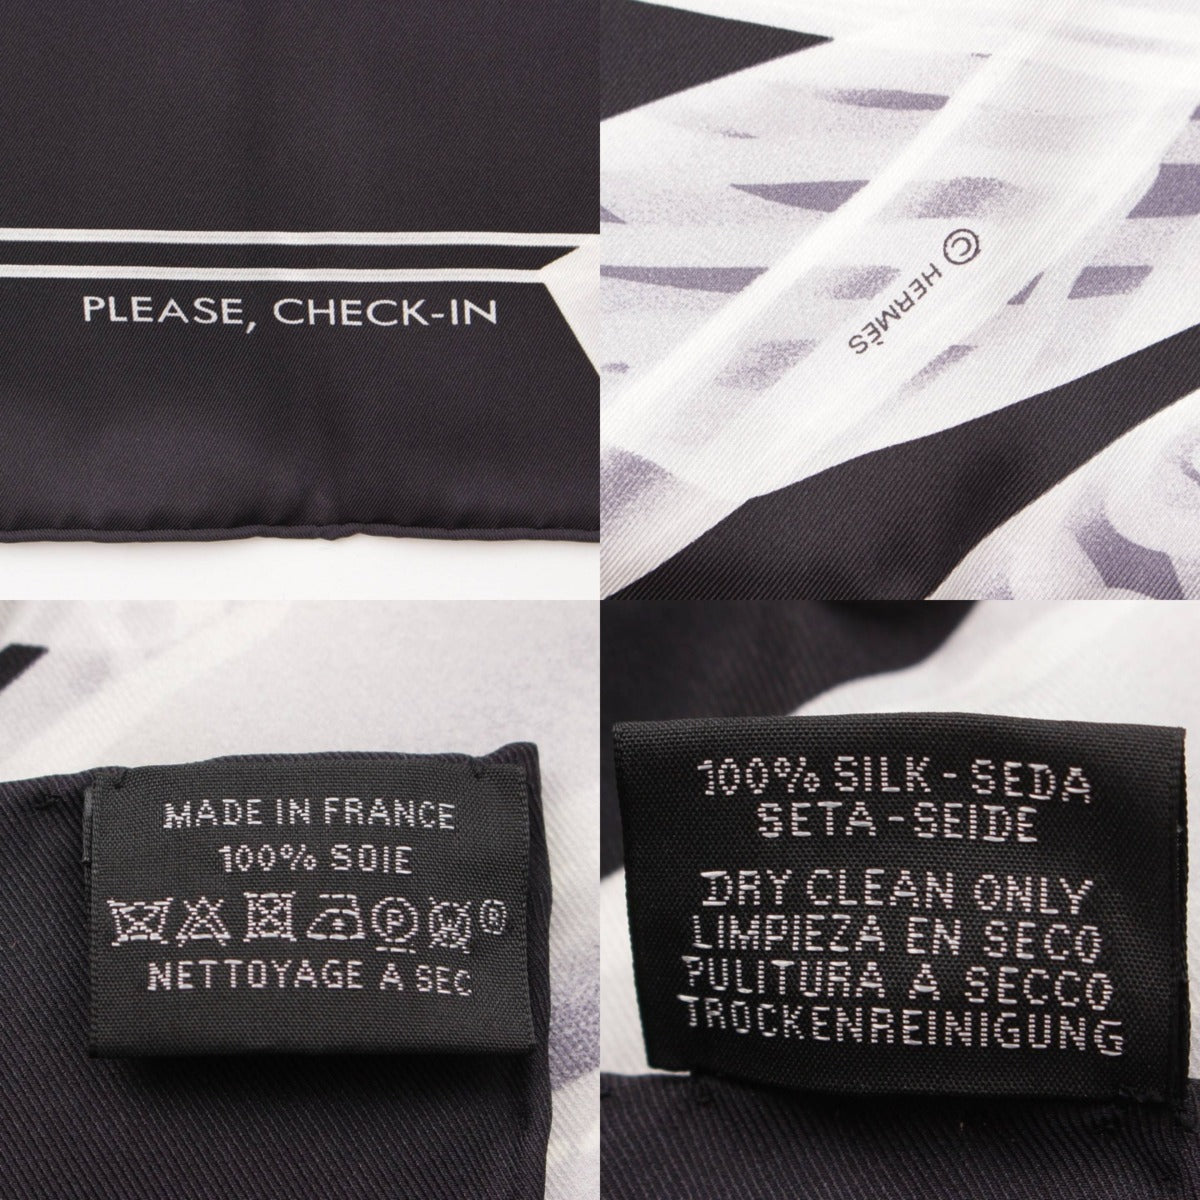 PLEASE, CHECK-IN
© HERMÈS
MADE IN FRANCE
100% SOIE
®
NETTOYAGE A SEC
100% SILK - SEDA
SETA - SEIDE
DRY CLEAN ONLY
LIMPIEZA EN SECO
PULITURA A SECCO
TROCKENREINIGUNG